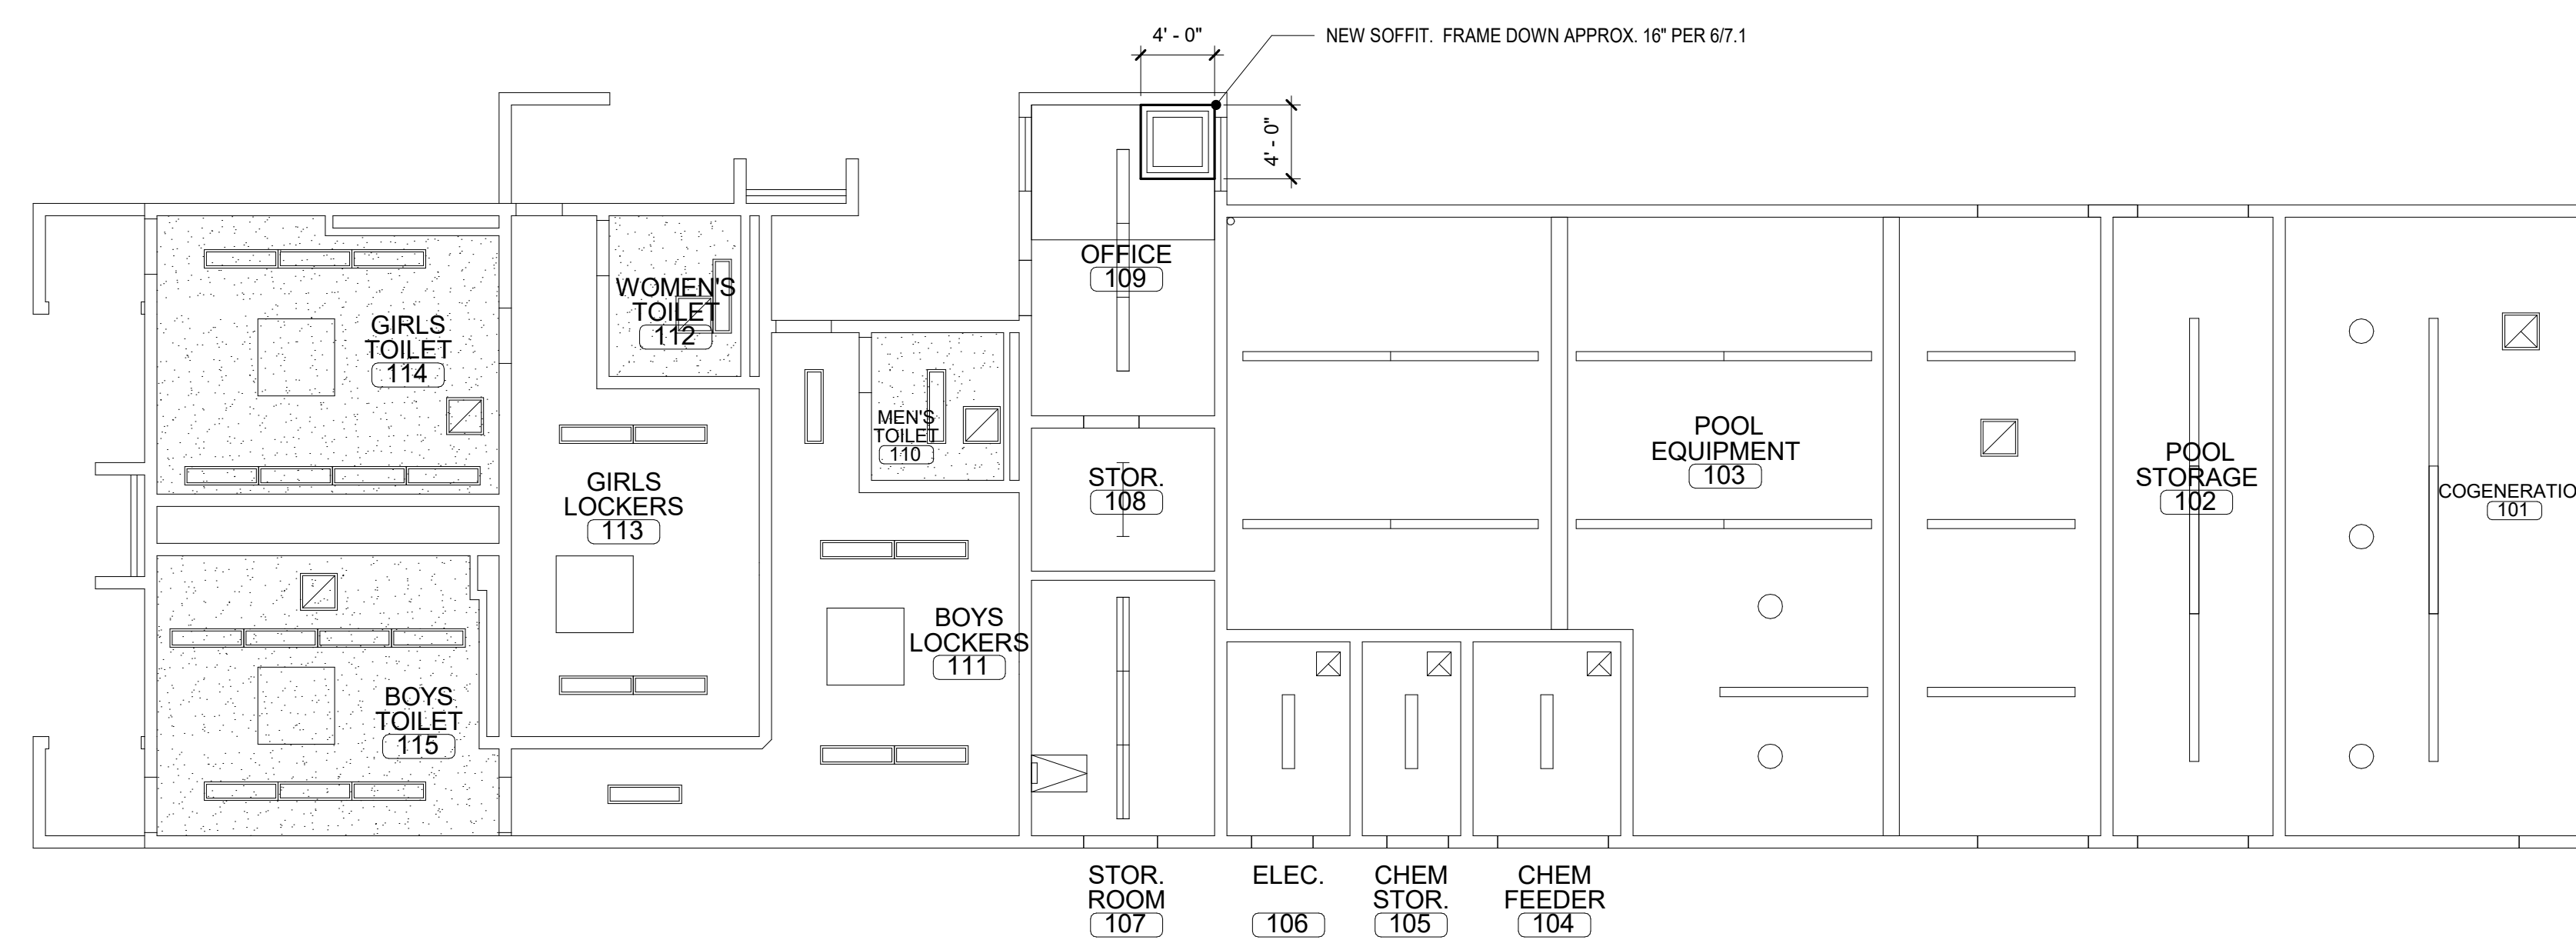 4' - 0"
NEW SOFFIT.  FRAME DOWN APPROX. 16" PER 6/7.1
4' - 0"
OFFICE
109
WOMEN'S
TOILET
112
GIRLS
TOILET
114
MEN'S
TOILET
110
POOL
EQUIPMENT
103
POOL
STORAGE
102
COGENERATIO
101
STOR.
108
GIRLS
LOCKERS
113
BOYS
LOCKERS
111
BOYS
TOILET
115
STOR.
ROOM
107
ELEC.
106
CHEM
STOR.
105
CHEM
FEEDER
104